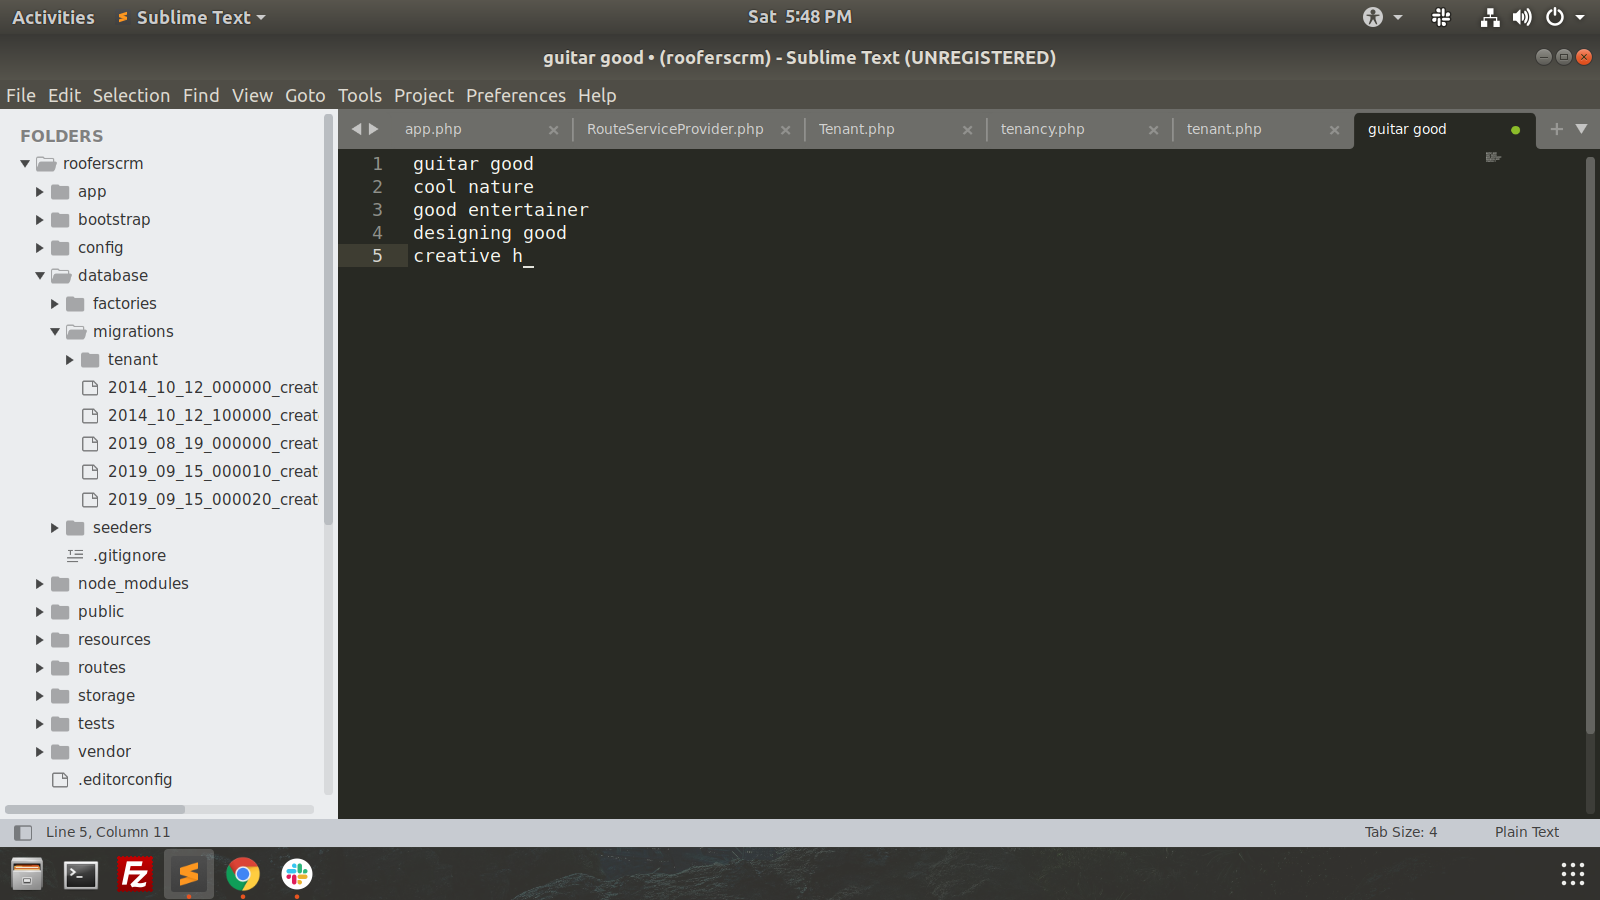 Activities Sublime Text Sat 5:48 PM
guitar good • (rooferscrm) - Sublime Text (UNREGISTERED)
File Edit Selection Find View Goto Tools Project Preferences Help
FOLDERS
rooferscrm
app
bootstrap
config
database
factories
migrations
tenant
2014_10_12_000000_creat
2014_10_12_100000_creat
2019_08_19_000000_creat
2019_09_15_000010_creat
2019_09_15_000020_creat
seeders
.gitignore
node_modules
public
resources
routes
storage
tests
vendor
.editorconfig
app.php RouteServiceProvider.php Tenant.php tenancy.php tenant.php guitar good
1 guitar good
2 cool nature
3 good entertainer
4 designing good
5 creative h
Line 5, Column 11 Tab Size: 4 Plain Text
Fz